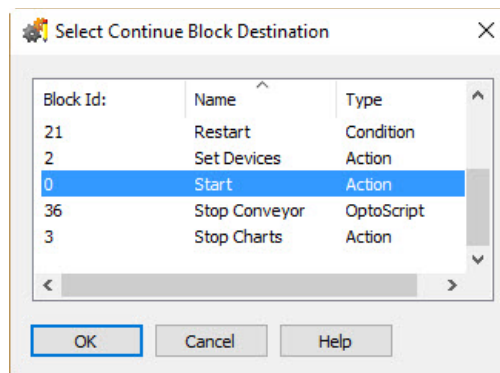 Select Continue Block Destination
Block Id: Name Type
21 Restart Condition
2 Set Devices Action
0 Start Action
36 Stop Conveyor OptoScript
3 Stop Charts Action
OK Cancel Help